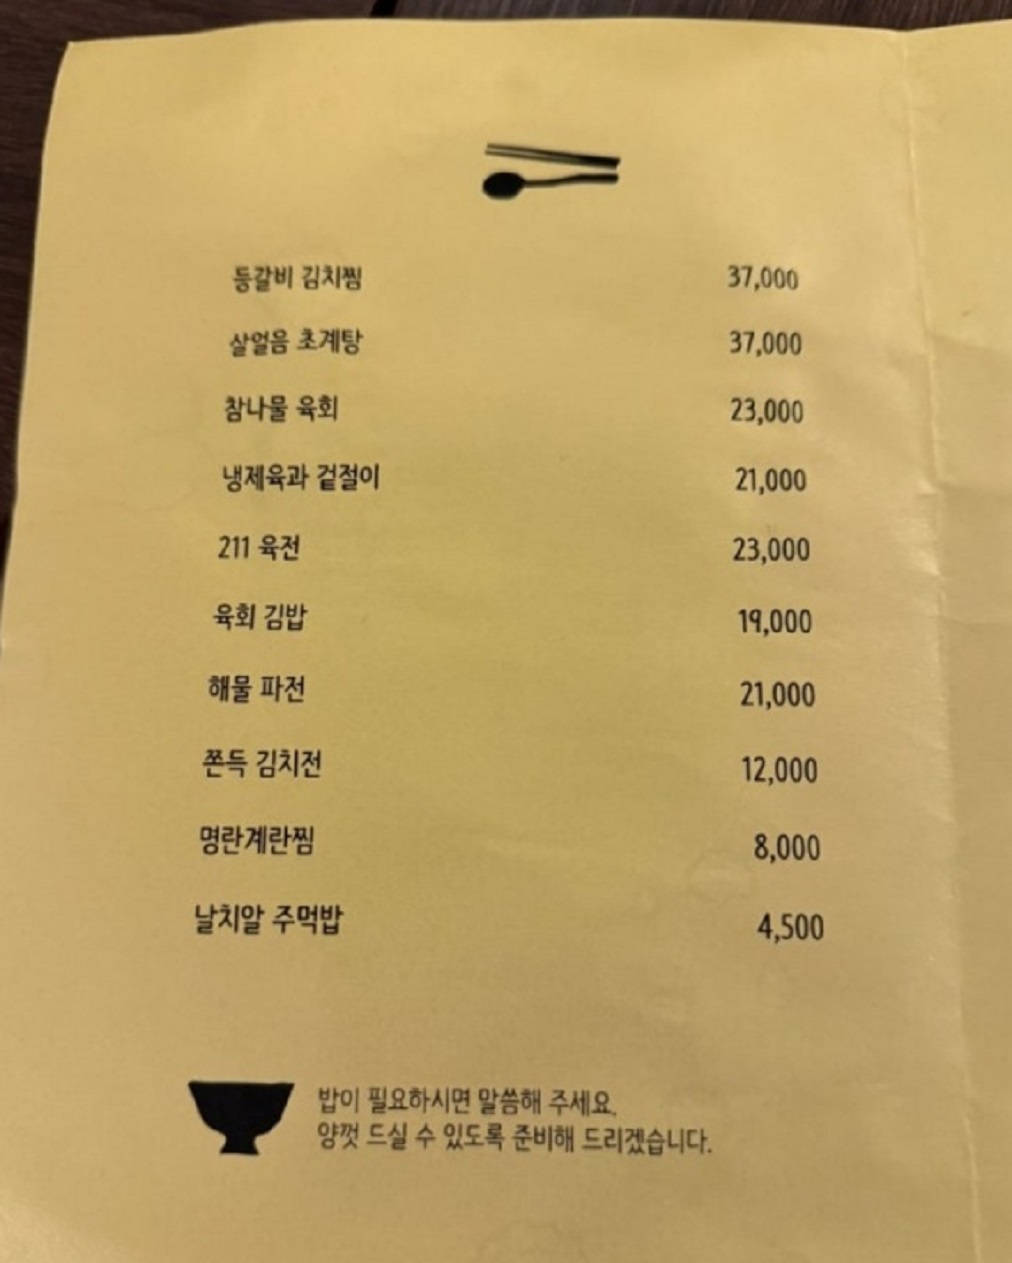 등갈비 김치찜 37,000
살얼음 초계탕 37,000
참나물 육회 23,000
냉제육과 겉절이 21,000
211 육전 23,000
육회 김밥 19,000
해물 파전 21,000
쫀득 김치전 12,000
명란계란찜 8,000
날치알 주먹밥 4,500
밥이 필요하시면 말씀해 주세요.
양껏 드실 수 있도록 준비해 드리겠습니다.